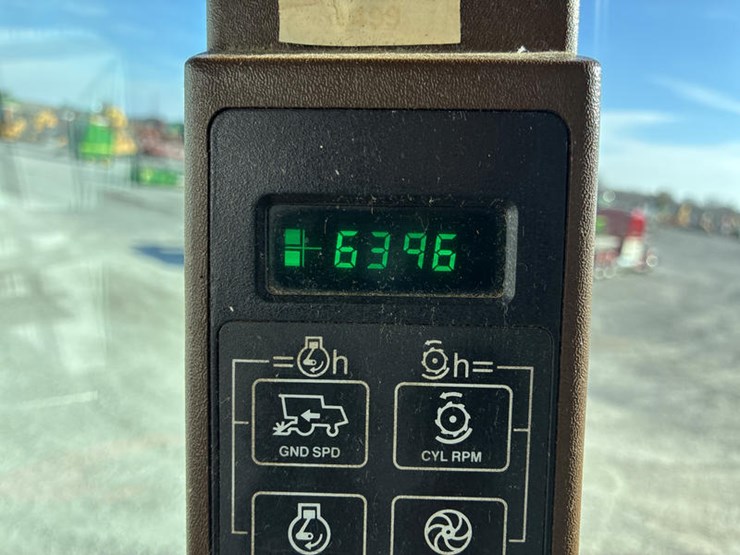 6396
=h h=
GND SPD CYL RPM